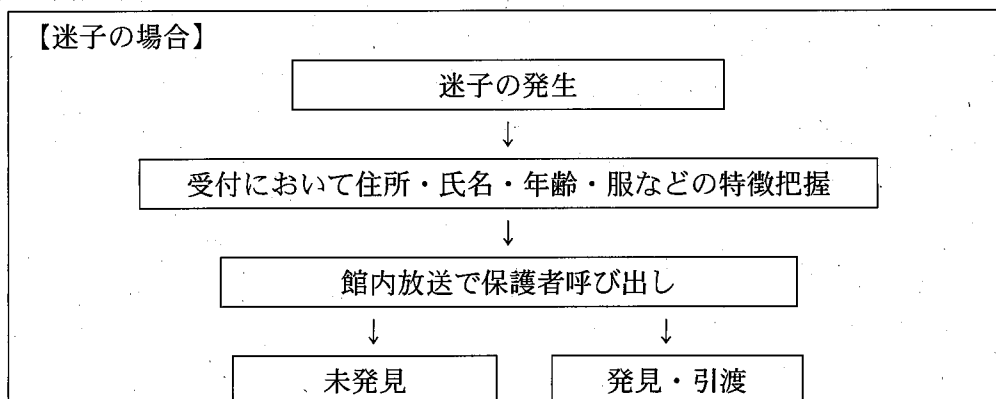 【迷子の場合】
迷子の発生
↓
受付において住所・氏名・年齢・服などの特徴把握
↓
館内放送で保護者呼び出し
↓ ↓
未発見 発見・引渡